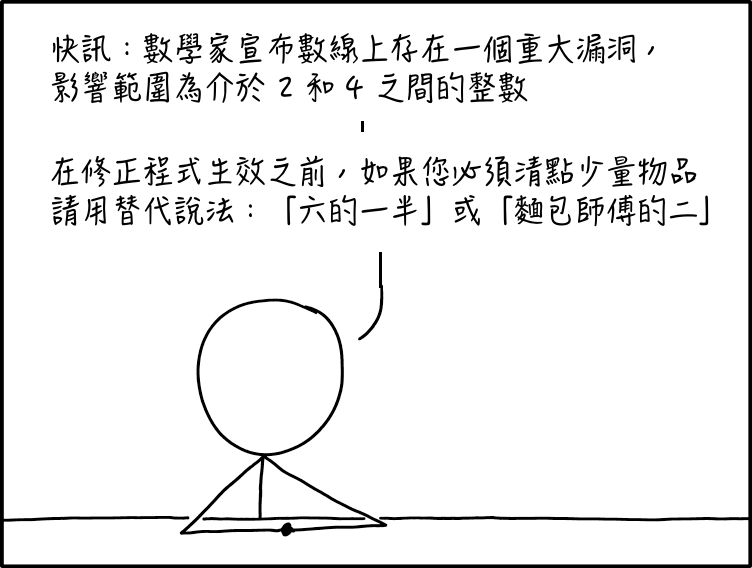 快訊：數學家宣布數線上存在一個重大漏洞，
影響範圍為介於 2 和 4 之間的整數
在修正程式生效之前，如果您必須清點少量物品
請用替代說法：「六的一半」或「麵包師傅的二」